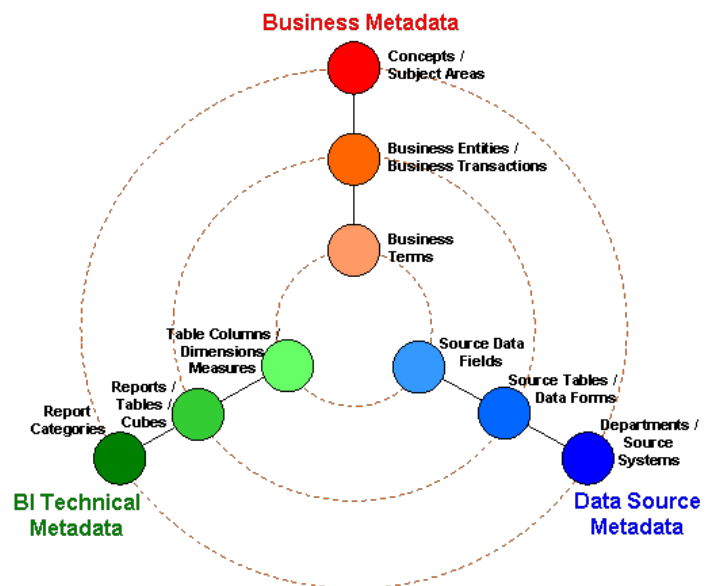 Business Metadata
Concepts /
Subject Areas
Business Entities /
Business Transactions
Business
Terms
Table Columns /
Dimensions
Measures
Source Data
Fields
Reports /
Tables /
Cubes
Source Tables /
Data Forms
Report
Categories
Departments /
Source
Systems
BI Technical
Metadata
Data Source
Metadata